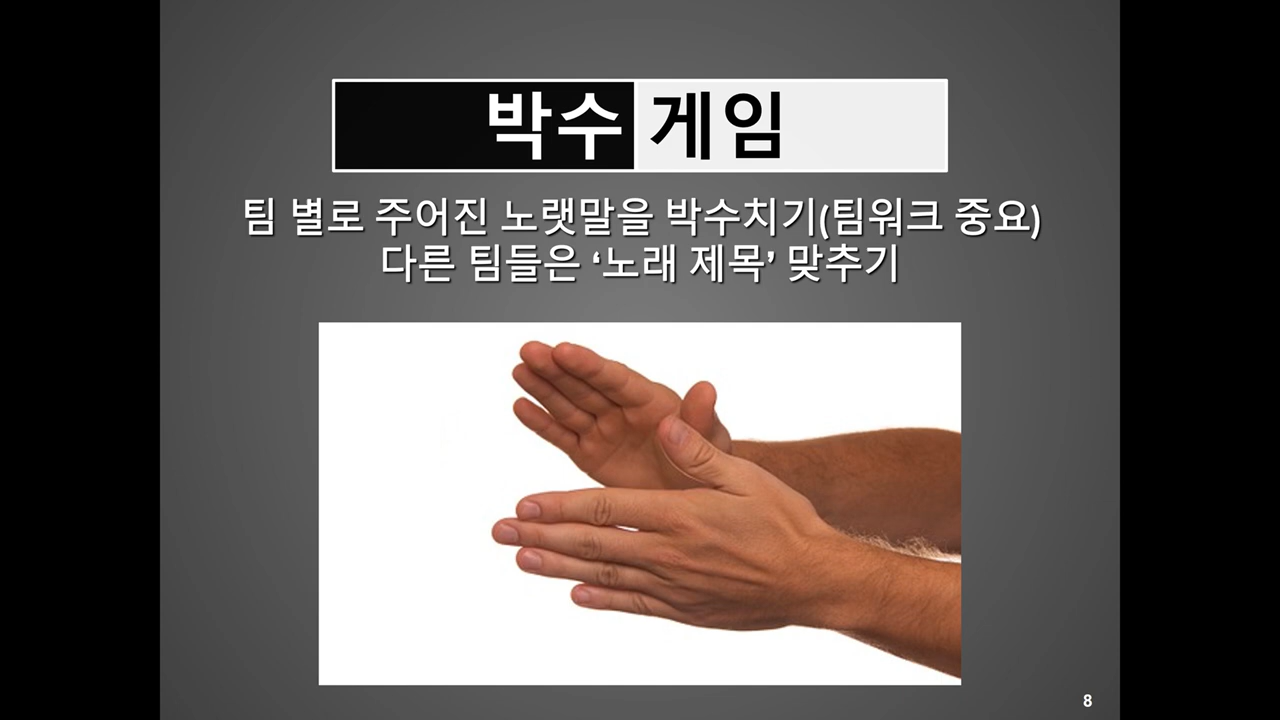 박수 게임
팀 별로 주어진 노랫말을 박수치기(팀워크 중요)
다른 팀들은 ‘노래 제목’ 맞추기
8